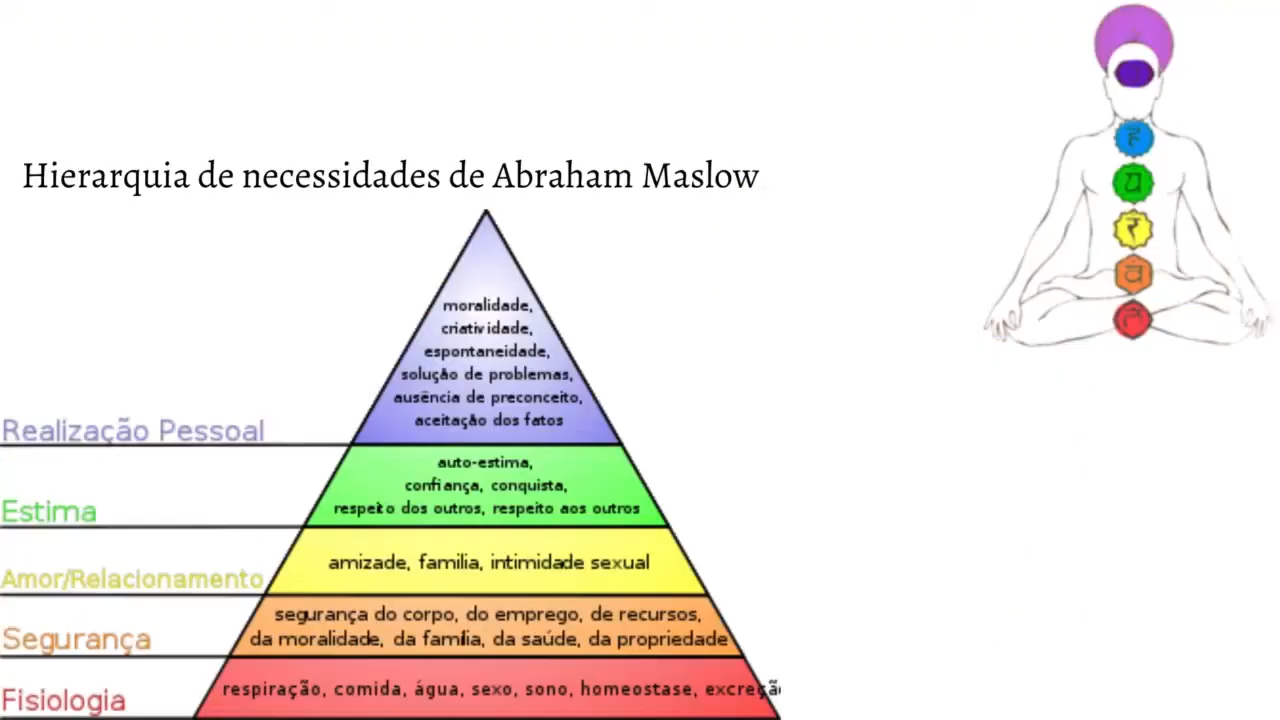 Hierarquia de necessidades de Abraham Maslow
moralidade,
criatividade,
espontaneidade,
solução de problemas,
ausência de preconceito,
aceitação dos fatos
Realização Pessoal
auto-estima,
confiança, conquista,
respeito dos outros, respeito aos outros
Estima
amizade, família, intimidade sexual
Amor/Relacionamento
segurança do corpo, do emprego, de recursos,
da moralidade, da família, da saúde, da propriedade
Segurança
respiração, comida, água, sexo, sono, homeostase, excreçã
Fisiologia